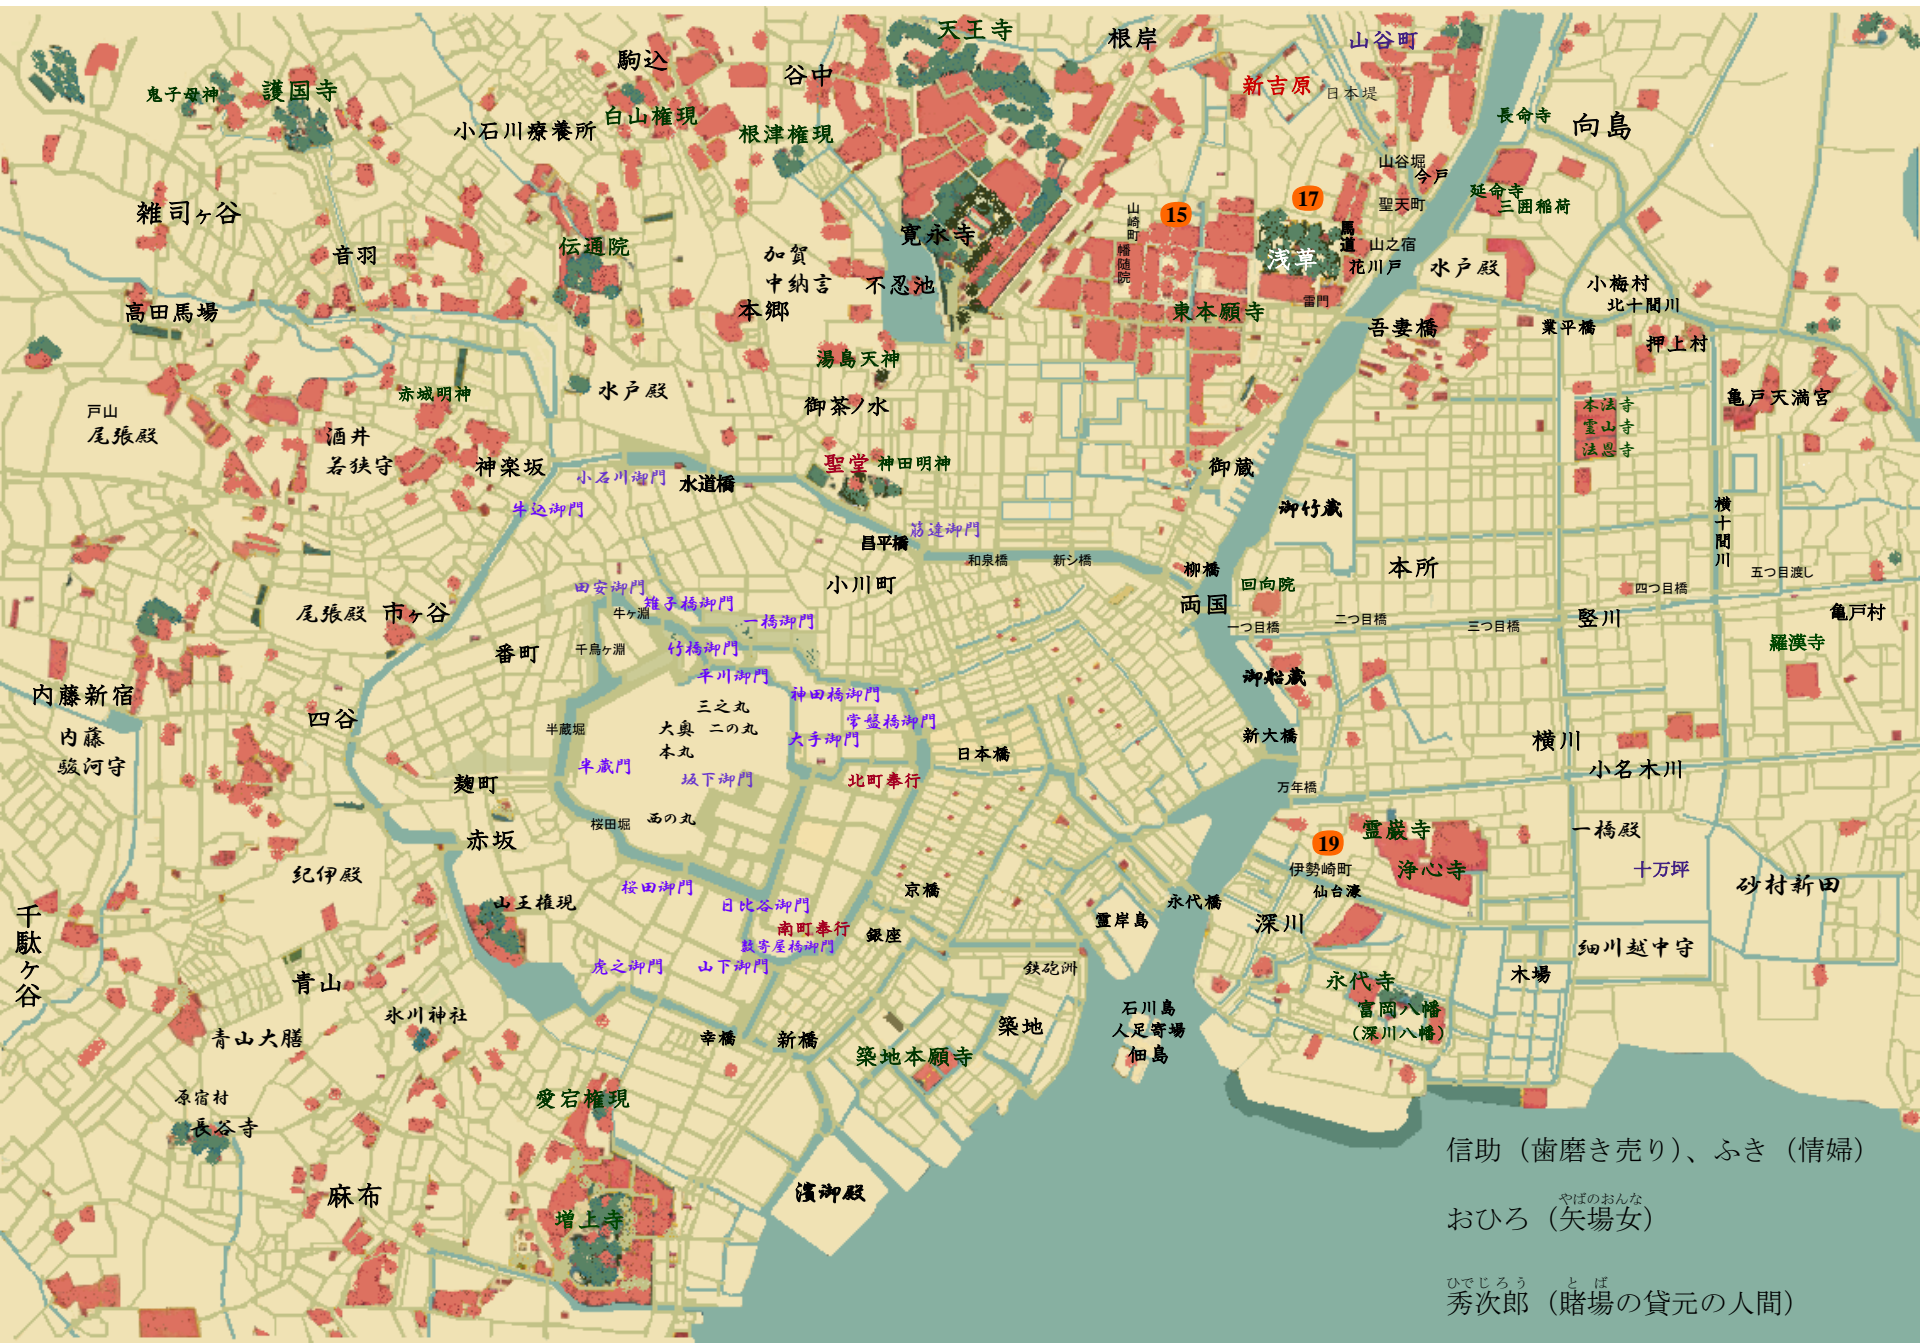 天王寺
根岸
山谷町
駒込
谷中
新吉原
日本堤
鬼子母神
護国寺
小石川療養所
白山権現
根津権現
長命寺
向島
山谷堀
今戸
延命寺
三囲稲荷
聖天町
雑司ヶ谷
音羽
伝通院
加賀
中納言
本郷
寛永寺
不忍池
山崎町
幡随院
15
17
浅草
馬道
山之宿
花川戸
雷門
東本願寺
水戸殿
吾妻橋
小梅村
北十間川
業平橋
押上村
高田馬場
湯島天神
赤城明神
水戸殿
御茶ノ水
戸山
尾張殿
酒井
若狭守
神楽坂
小石川御門
水道橋
聖堂
神田明神
牛込御門
昌平橋
筋違御門
和泉橋
新シ橋
御蔵
御竹蔵
本法寺
霊山寺
法恩寺
亀戸天満宮
横十間川
柳橋
両国
回向院
本所
一つ目橋
二つ目橋
三つ目橋
竪川
四つ目橋
五つ目渡し
亀戸村
羅漢寺
小川町
田安御門
牛ヶ淵
雉子橋御門
一橋御門
竹橋御門
平川御門
神田橋御門
常盤橋御門
大手御門
尾張殿
市ヶ谷
番町
千鳥ヶ淵
三之丸
大奥
二の丸
本丸
半蔵堀
半蔵門
坂下御門
北町奉行
日本橋
御船蔵
新大橋
横川
小名木川
万年橋
内藤新宿
内藤
駿河守
四谷
麹町
赤坂
桜田堀
西の丸
紀伊殿
山王権現
桜田御門
日比谷御門
南町奉行
数寄屋橋御門
虎之御門
山下御門
京橋
銀座
霊岸島
永代橋
19
伊勢崎町
仙台濠
霊巌寺
浄心寺
深川
一橋殿
十万坪
砂村新田
細川越中守
木場
千駄ヶ谷
青山
青山大膳
氷川神社
原宿村
長谷寺
幸橋
新橋
鉄砲洲
築地
築地本願寺
石川島
人足寄場
佃島
永代寺
富岡八幡
(深川八幡)
愛宕権現
麻布
増上寺
濱御殿
信助（歯磨き売り）、ふき（情婦）
やばのおんな
おひろ（矢場女）
ひでじろう　とば
秀次郎（賭場の貸元の人間）